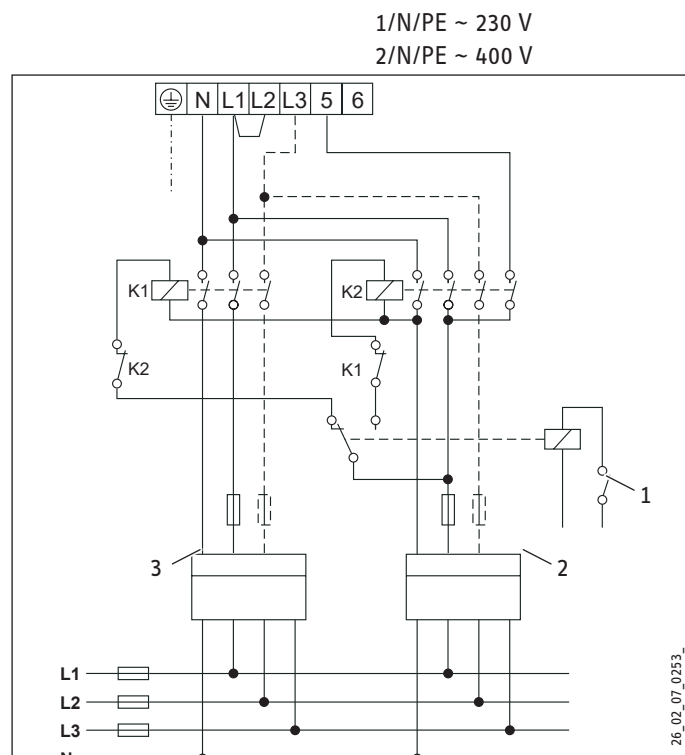 1/N/PE ~ 230 V
2/N/PE ~ 400 V
N L1 L2 L3 5 6
K1
K2
K2
K1
1
3
2
L1
L2
L3
N
26_02_07_0253_